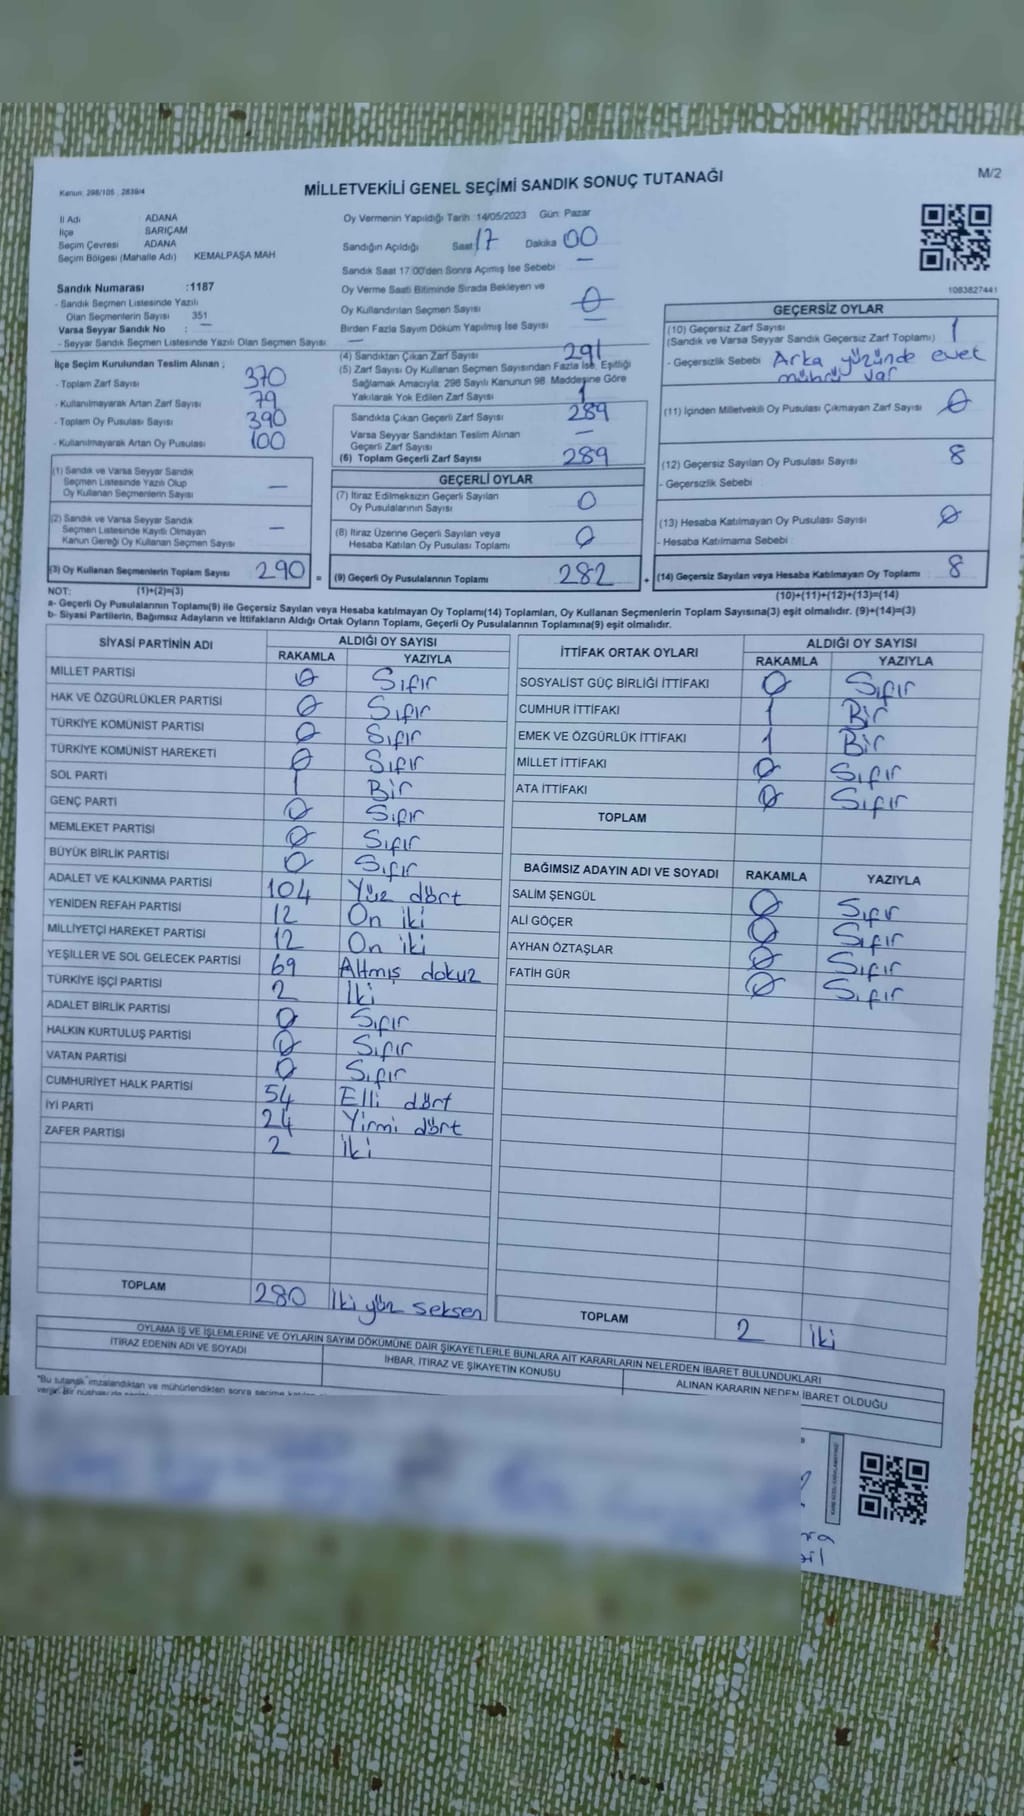 Kanun: 298/105 , 2839/4
MİLLETVEKİLİ GENEL SEÇİMİ SANDIK SONUÇ TUTANAĞI
M/2
İl Adı : ADANA
İlçe : SARIÇAM
Seçim Çevresi : ADANA
Seçim Bölgesi (Mahalle Adı) KEMALPAŞA MAH
Sandık Numarası :1187
- Sandık Seçmen Listesinde Yazılı
Olan Seçmenlerin Sayısı 351
Varsa Seyyar Sandık No : —
- Seyyar Sandık Seçmen Listesinde Yazılı Olan Seçmen Sayısı : —
Oy Vermenin Yapıldığı Tarih :14/05/2023 Gün: Pazar
Sandığın Açıldığı Saat 17 Dakika 00
Sandık Saat 17:00'den Sonra Açımış İse Sebebi —
Oy Verme Saati Bitiminde Sırada Bekleyen ve
Oy Kullandırılan Seçmen Sayısı 0
Birden Fazla Sayım Döküm Yapılmış İse Sayısı —
1083827441
İlçe Seçim Kurulundan Teslim Alınan ;
- Toplam Zarf Sayısı 370
- Kullanılmayarak Artan Zarf Sayısı 79
- Toplam Oy Pusulası Sayısı 390
- Kullanılmayarak Artan Oy Pusulası 100
(1) Sandık ve Varsa Seyyar Sandık
Seçmen Listesinde Yazılı Olup
Oy Kullanan Seçmenlerin Sayısı —
(2) Sandık ve Varsa Seyyar Sandık
Seçmen Listesinde Kayıtlı Olmayan
Kanun Gereği Oy Kullanan Seçmen Sayısı —
(3) Oy Kullanan Seçmenlerin Toplam Sayısı 290 =
(1)+(2)=(3)
(4) Sandıktan Çıkan Zarf Sayısı 291
(5) Zarf Sayısı Oy Kullanan Seçmen Sayısından Fazla İse, Eşitliği
Sağlamak Amacıyla, 298 Sayılı Kanunun 98. Maddesine Göre
Yakılarak Yok Edilen Zarf Sayısı 1
Sandıkta Çıkan Geçerli Zarf Sayısı 289
Varsa Seyyar Sandıktan Teslim Alınan
Geçerli Zarf Sayısı —
(6) Toplam Geçerli Zarf Sayısı 289
GEÇERLİ OYLAR
(7) İtiraz Edilmeksizin Geçerli Sayılan
Oy Pusulalarının Sayısı 0
(8) İtiraz Üzerine Geçerli Sayılan veya
Hesaba Katılan Oy Pusulası Toplamı 0
(9) Geçerli Oy Pusulalarının Toplamı 282 +
GEÇERSİZ OYLAR
(10) Geçersiz Zarf Sayısı 1
(Sandık ve Varsa Seyyar Sandık Geçersiz Zarf Toplamı)
- Geçersizlik Sebebi Arka yüzünde evet
mührü var
(11) İçinden Milletvekili Oy Pusulası Çıkmayan Zarf Sayısı 0
(12) Geçersiz Sayılan Oy Pusulası Sayısı 8
- Geçersizlik Sebebi :
(13) Hesaba Katılmayan Oy Pusulası Sayısı 0
- Hesaba Katılmama Sebebi :
(14) Geçersiz Sayılan veya Hesaba Katılmayan Oy Toplamı 8
(10)+(11)+(12)+(13)=(14)
NOT:
a- Geçerli Oy Pusulalarının Toplamı(9) ile Geçersiz Sayılan veya Hesaba katılmayan Oy Toplamı(14) Toplamları, Oy Kullanan Seçmenlerin Toplam Sayısına(3) eşit olmalıdır. (9)+(14)=(3)
b- Siyasi Partilerin, Bağımsız Adayların ve İttifakların Aldığı Ortak Oyların Toplamı, Geçerli Oy Pusulalarının Toplamına(9) eşit olmalıdır.
SİYASİ PARTİNİN ADI ALDIĞI OY SAYISI
RAKAMLA YAZIYLA
MİLLET PARTİSİ 0 Sıfır
HAK VE ÖZGÜRLÜKLER PARTİSİ 0 Sıfır
TÜRKİYE KOMÜNİST PARTİSİ 0 Sıfır
TÜRKİYE KOMÜNİST HAREKETİ 0 Sıfır
SOL PARTİ 1 Bir
GENÇ PARTİ 0 Sıfır
MEMLEKET PARTİSİ 0 Sıfır
BÜYÜK BİRLİK PARTİSİ 0 Sıfır
ADALET VE KALKINMA PARTİSİ 104 Yüz dört
YENİDEN REFAH PARTİSİ 12 On iki
MİLLİYETÇİ HAREKET PARTİSİ 12 On iki
YEŞİLLER VE SOL GELECEK PARTİSİ 69 Altmış dokuz
TÜRKİYE İŞÇİ PARTİSİ 2 İki
ADALET BİRLİK PARTİSİ 0 Sıfır
HALKIN KURTULUŞ PARTİSİ 0 Sıfır
VATAN PARTİSİ 0 Sıfır
CUMHURİYET HALK PARTİSİ 54 Elli dört
İYİ PARTİ 24 Yirmi dört
ZAFER PARTİSİ 2 İki
TOPLAM 280 İki yüz seksen
İTTİFAK ORTAK OYLARI ALDIĞI OY SAYISI
RAKAMLA YAZIYLA
SOSYALİST GÜÇ BİRLİĞİ İTTİFAKI 0 Sıfır
CUMHUR İTTİFAKI 1 Bir
EMEK VE ÖZGÜRLÜK İTTİFAKI 1 Bir
MİLLET İTTİFAKI 0 Sıfır
ATA İTTİFAKI 0 Sıfır
TOPLAM
BAĞIMSIZ ADAYIN ADI VE SOYADI RAKAMLA YAZIYLA
SALİM ŞENGÜL 0 Sıfır
ALİ GÖÇER 0 Sıfır
AYHAN ÖZTAŞLAR 0 Sıfır
FATİH GÜR 0 Sıfır
TOPLAM 2 İki
OYLAMA İŞ VE İŞLEMLERİNE VE OYLARIN SAYIM DÖKÜMÜNE DAİR ŞİKAYETLERLE BUNLARA AİT KARARLARIN NELERDEN İBARET BULUNDUKLARI
İTİRAZ EDENİN ADI VE SOYADI İHBAR, İTİRAZ VE ŞİKAYETİN KONUSU ALINAN KARARIN NEDEN İBARET OLDUĞU
"Bu tutanak imzalandıktan ve mühürlendikten sonra